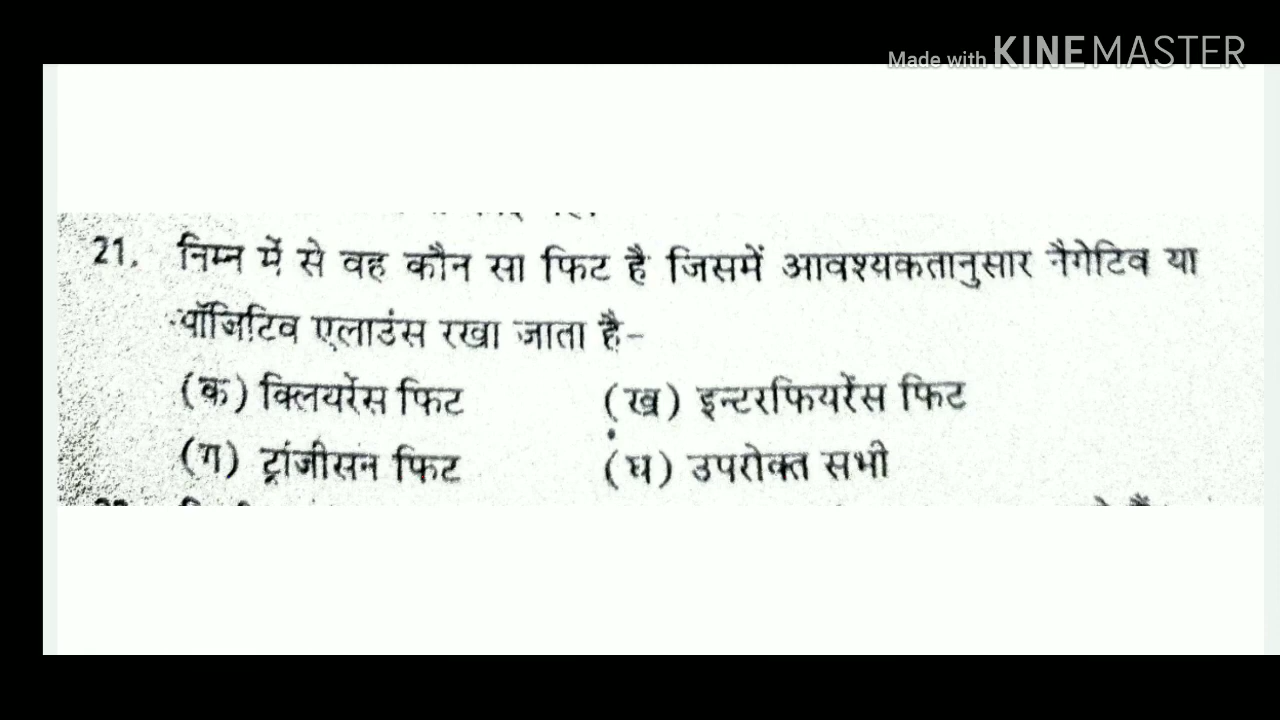 Made with KINEMASTER
21. निम्न में से वह कौन सा फिट है जिसमें आवश्यकतानुसार नैगेटिव या
पॉजिटिव एलाउंस रखा जाता है-
(क) क्लियरेंस फिट (ख) इन्टरफियरेंस फिट
(ग) ट्रांजीसन फिट (घ) उपरोक्त सभी